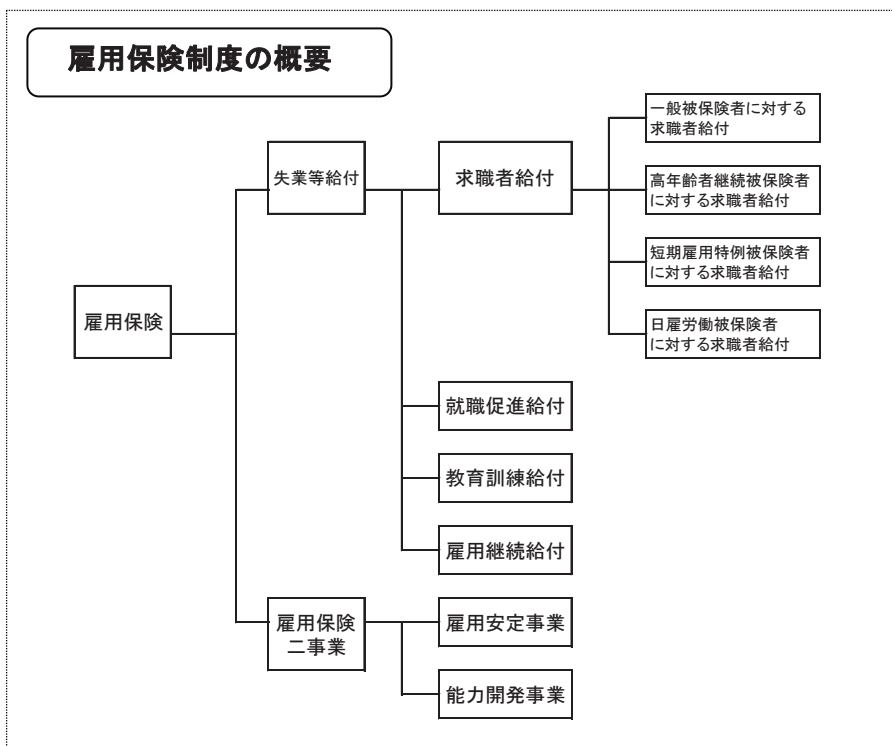 雇用保険制度の概要
一般被保険者に対する
求職者給付
失業等給付
求職者給付
高年齢者継続被保険者
に対する求職者給付
短期雇用特例被保険者
に対する求職者給付
雇用保険
日雇労働被保険者
に対する求職者給付
就職促進給付
教育訓練給付
雇用継続給付
雇用保険
二事業
雇用安定事業
能力開発事業